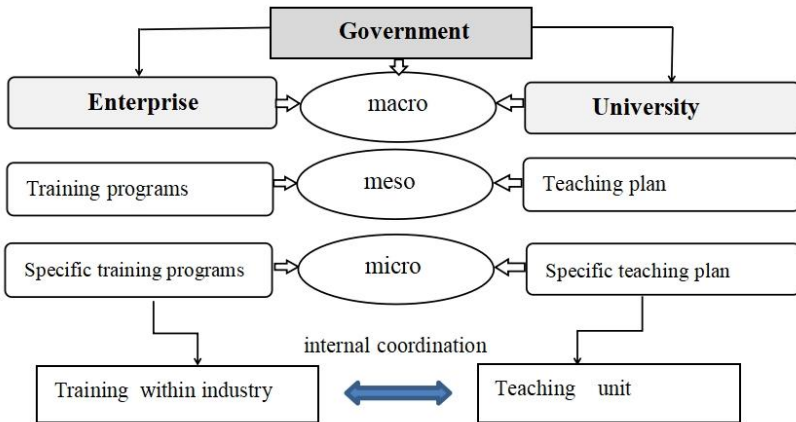 Government
Enterprise
macro
University
Training programs
meso
Teaching plan
Specific training programs
micro
Specific teaching plan
internal coordination
Training within industry
Teaching unit